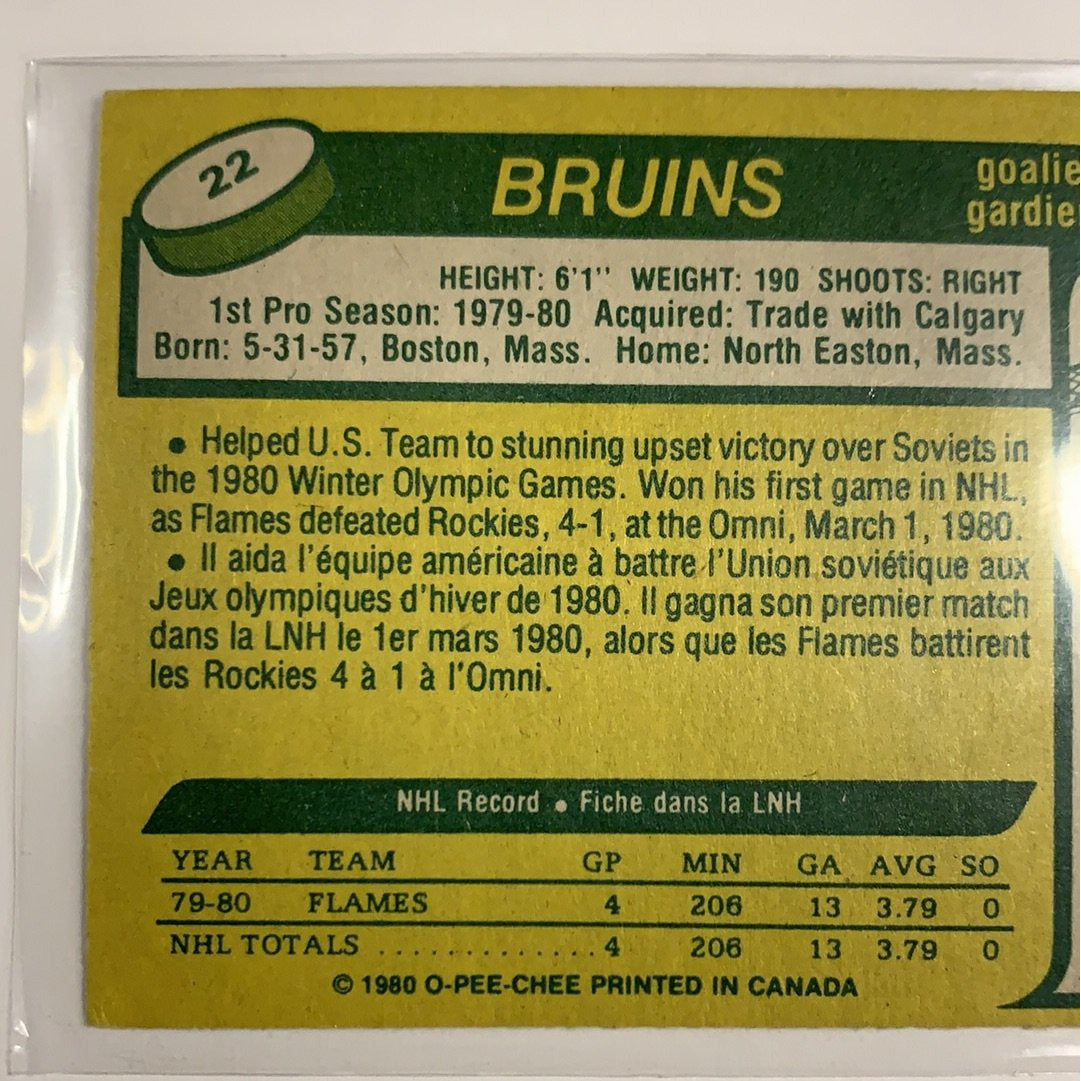 22
BRUINS
goalie
gardie
HEIGHT: 6'1" WEIGHT: 190 SHOOTS: RIGHT
1st Pro Season: 1979-80 Acquired: Trade with Calgary
Born: 5-31-57, Boston, Mass. Home: North Easton, Mass.
• Helped U.S. Team to stunning upset victory over Soviets in
the 1980 Winter Olympic Games. Won his first game in NHL,
as Flames defeated Rockies, 4-1, at the Omni, March 1, 1980.
• Il aida l'équipe américaine à battre l'Union soviétique aux
Jeux olympiques d'hiver de 1980. Il gagna son premier match
dans la LNH le 1er mars 1980, alors que les Flames battirent
les Rockies 4 à 1 à l'Omni.
NHL Record • Fiche dans la LNH
YEAR TEAM GP MIN GA AVG SO
79-80 FLAMES 4 206 13 3.79 0
NHL TOTALS .............. 4 206 13 3.79 0
© 1980 O-PEE-CHEE PRINTED IN CANADA